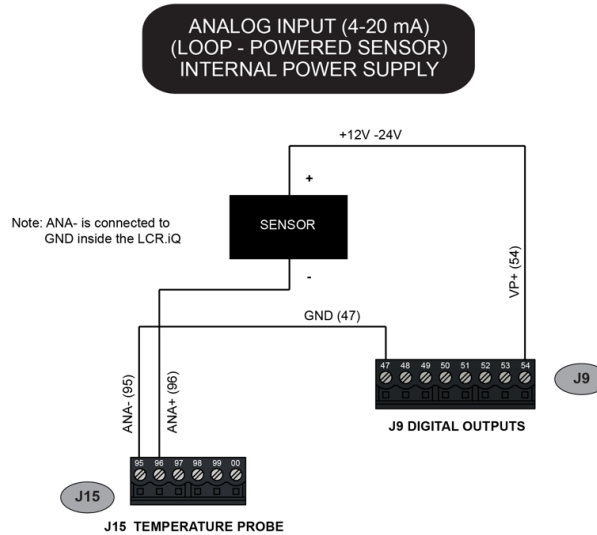 ANALOG INPUT (4-20 mA)
(LOOP - POWERED SENSOR)
INTERNAL POWER SUPPLY
+12V -24V
+
Note: ANA- is connected to
GND inside the LCR.iQ
SENSOR
-
VP+ (54)
GND (47)
ANA- (95)
ANA+ (96)
47 48 49 50 51 52 53 54
J9
J9 DIGITAL OUTPUTS
95 96 97 98 99 00
J15
J15 TEMPERATURE PROBE